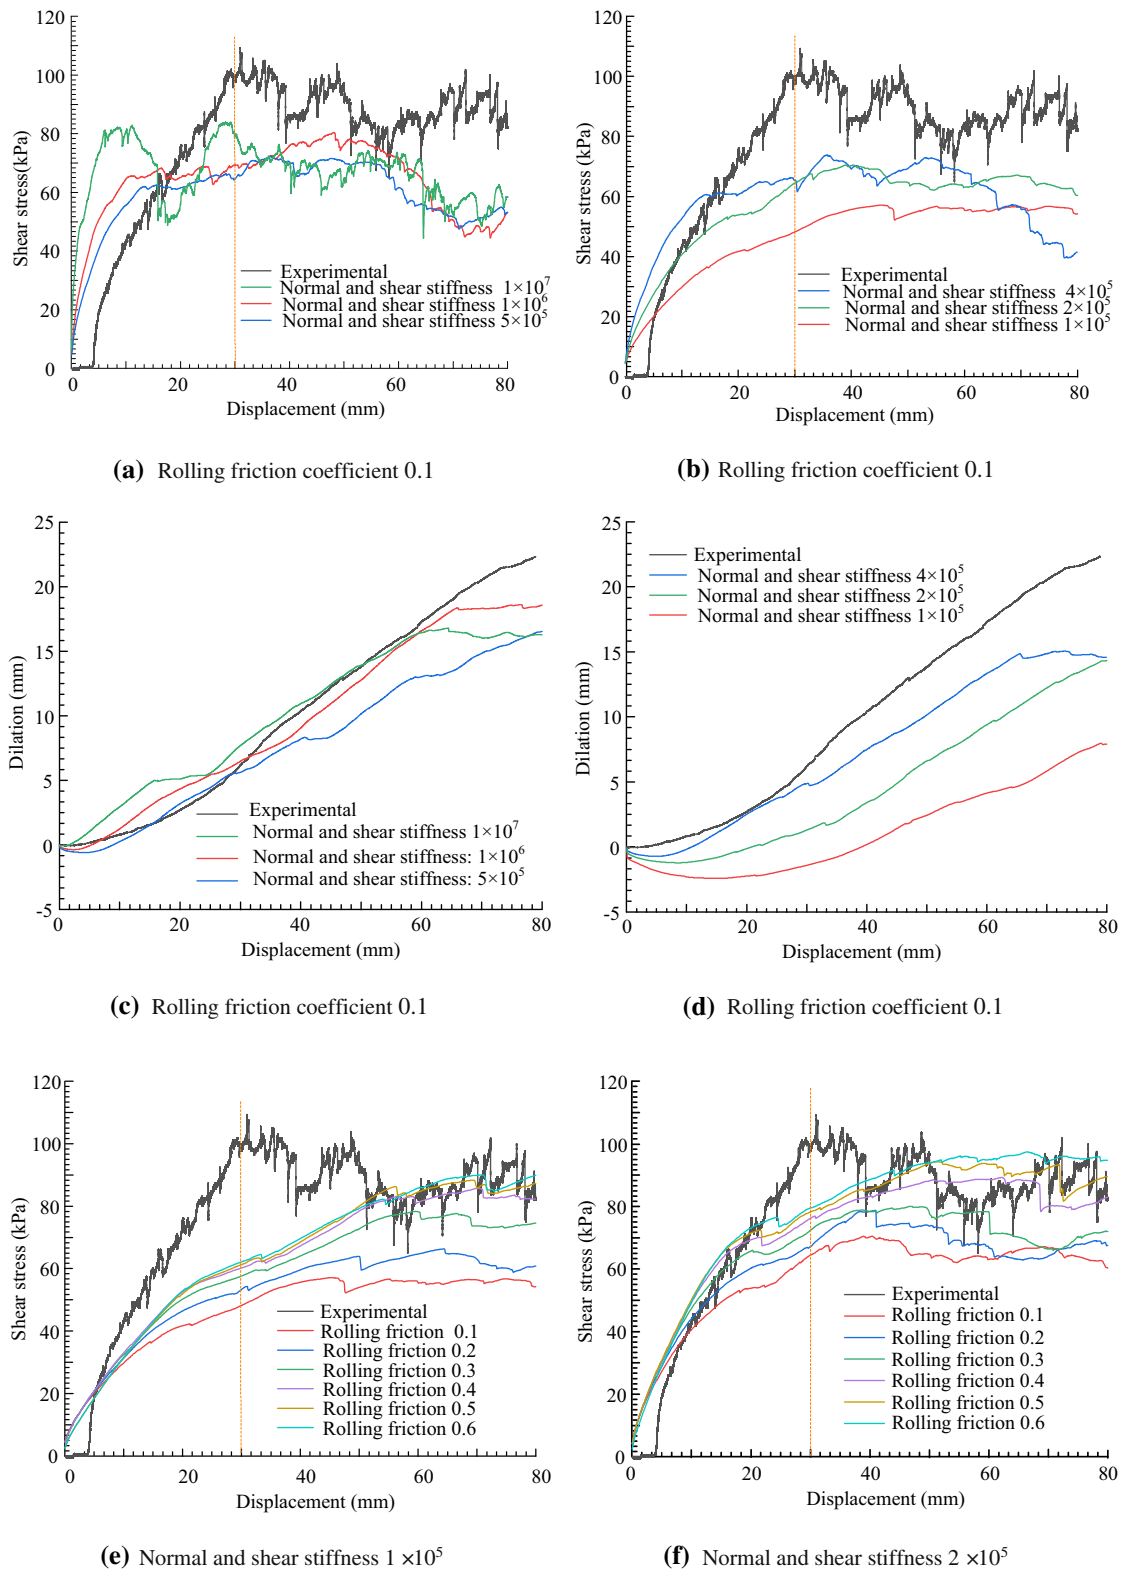 120
100
80
60
40
20
0
Shear stress(kPa)
Experimental
Normal and shear stiffness 1×10⁷
Normal and shear stiffness 1×10⁶
Normal and shear stiffness 5×10⁵
0 20 40 60 80
Displacement (mm)
(a) Rolling friction coefficient 0.1
120
100
80
60
40
20
0
Shear stress (kPa)
Experimental
Normal and shear stiffness 4×10⁵
Normal and shear stiffness 2×10⁵
Normal and shear stiffness 1×10⁵
0 20 40 60 80
Displacement (mm)
(b) Rolling friction coefficient 0.1
25
20
15
10
5
0
-5
Dilation (mm)
Experimental
Normal and shear stiffness 1×10⁷
Normal and shear stiffness: 1×10⁶
Normal and shear stiffness: 5×10⁵
0 20 40 60 80
Displacement (mm)
(c) Rolling friction coefficient 0.1
25
20
15
10
5
0
-5
Dilation (mm)
Experimental
Normal and shear stiffness 4×10⁵
Normal and shear stiffness 2×10⁵
Normal and shear stiffness 1×10⁵
0 20 40 60 80
Displacement (mm)
(d) Rolling friction coefficient 0.1
120
100
80
60
40
20
0
Shear stress (kPa)
Experimental
Rolling friction 0.1
Rolling friction 0.2
Rolling friction 0.3
Rolling friction 0.4
Rolling friction 0.5
Rolling friction 0.6
0 20 40 60 80
Displacement (mm)
(e) Normal and shear stiffness 1 ×10⁵
120
100
80
60
40
20
0
Shear stress (kPa)
Experimental
Rolling friction 0.1
Rolling friction 0.2
Rolling friction 0.3
Rolling friction 0.4
Rolling friction 0.5
Rolling friction 0.6
0 20 40 60 80
Displacement (mm)
(f) Normal and shear stiffness 2 ×10⁵